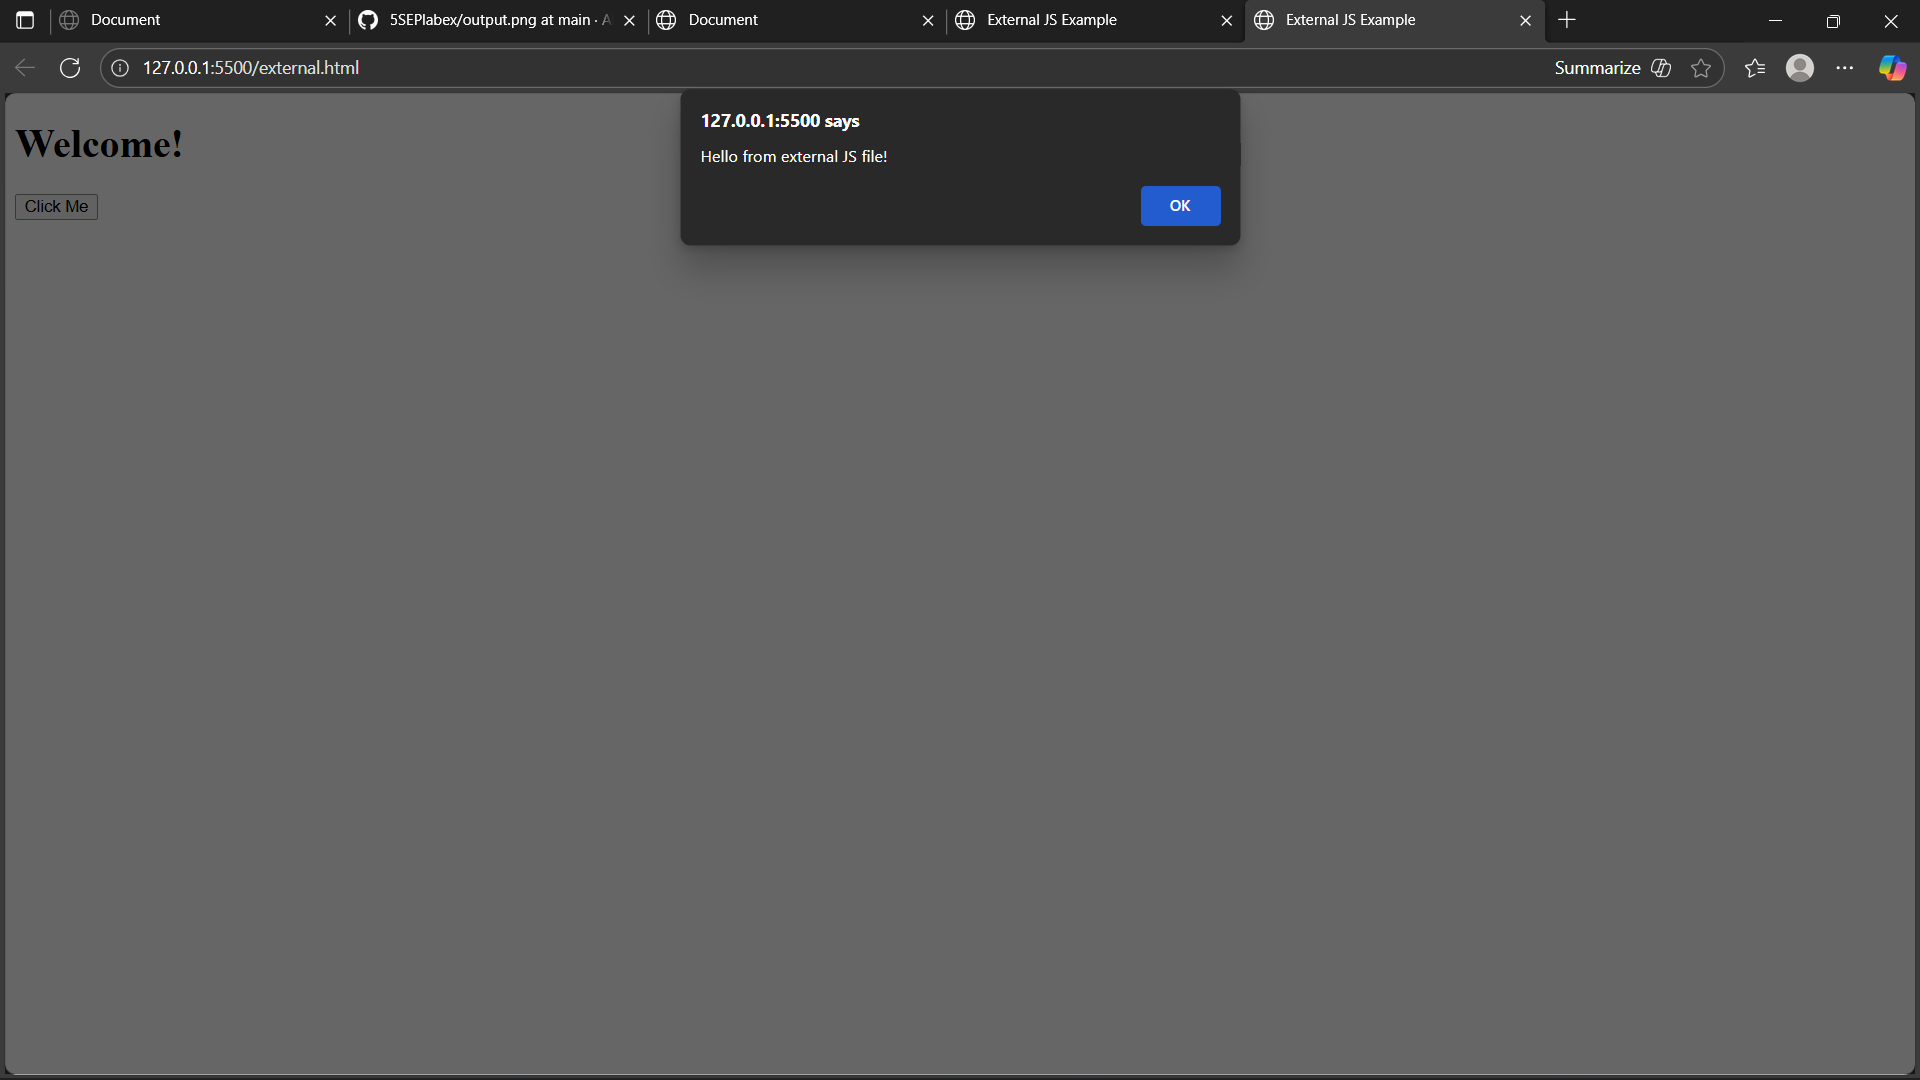 Document
5SEPlabex/output.png at main · A
Document
External JS Example
External JS Example
127.0.0.1:5500/external.html
Summarize
127.0.0.1:5500 says
Hello from external JS file!
OK
Welcome!
Click Me